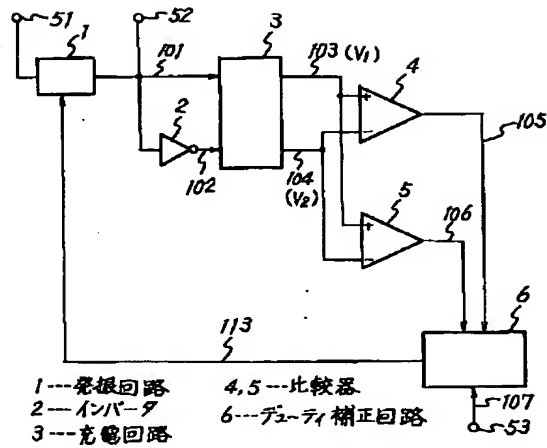 51
52
1
101
3
103 (V1)
4
2
102
104
(V2)
105
5
106
6
113
107
53
1---発振回路
2---インバータ
3---充電回路
4,5---比較器
6---デューティ補正回路